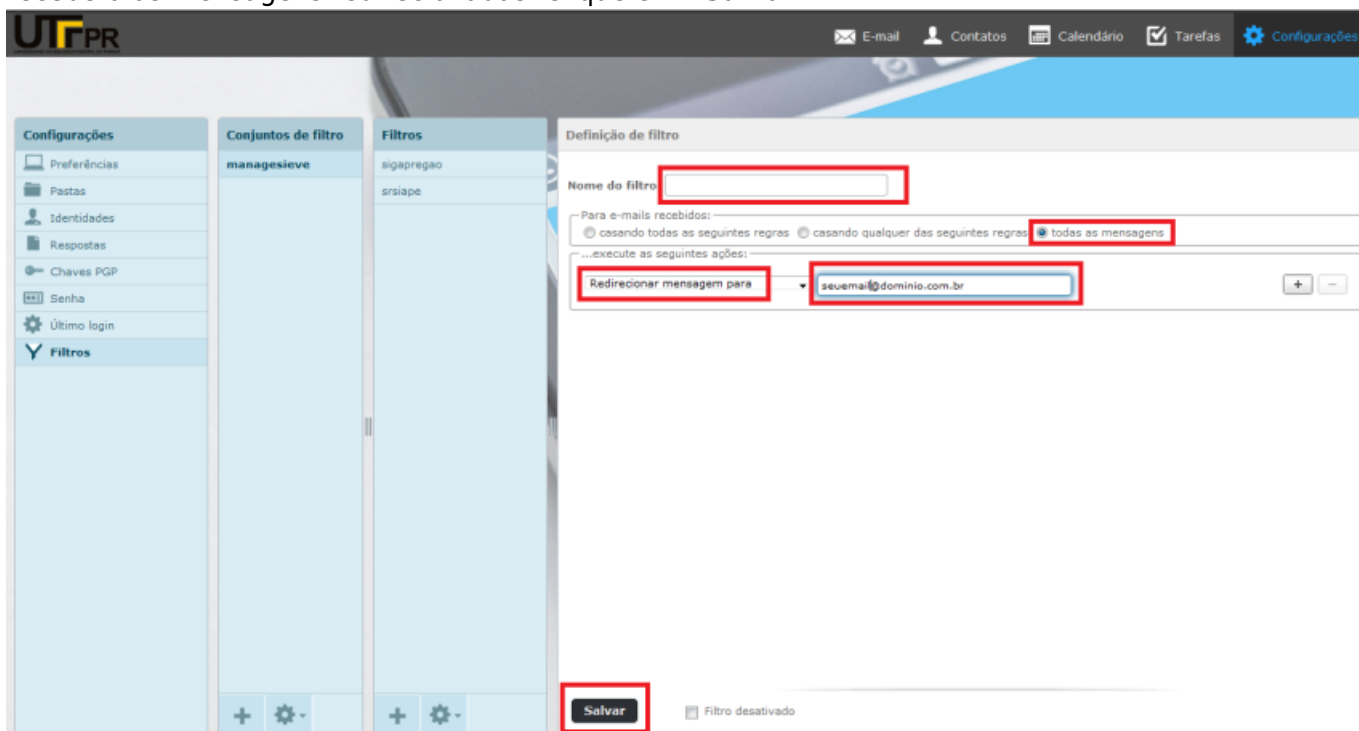 UTFPR
E-mail Contatos Calendário Tarefas Configurações
Configurações
Preferências
Pastas
Identidades
Respostas
Chaves PGP
Senha
Último login
Filtros
Conjuntos de filtro
managesieve
Filtros
sigapregao
srsiape
Definição de filtro
Nome do filtro
Para e-mails recebidos:
casando todas as seguintes regras casando qualquer das seguintes regras todas as mensagens
...execute as seguintes ações:
Redirecionar mensagem para seuemail@dominio.com.br
Salvar Filtro desativado